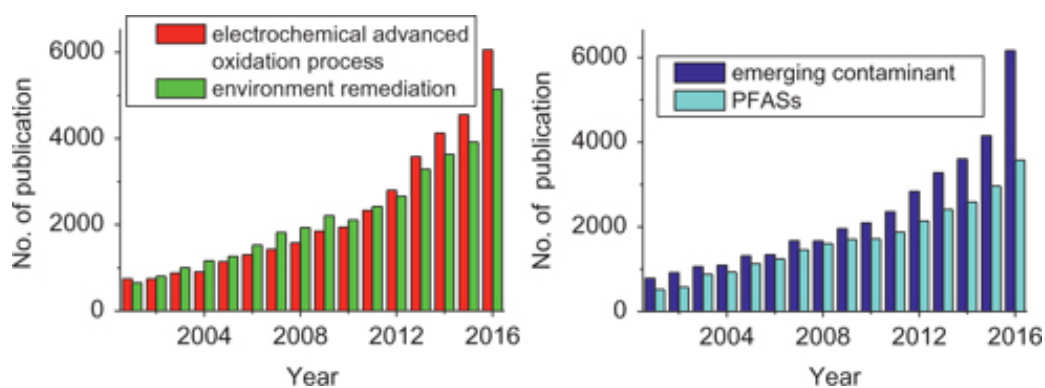 electrochemical advanced
oxidation process
environment remediation
No. of publication
6000
4000
2000
0
2004
2008
2012
2016
Year
emerging contaminant
PFASs
No. of publication
6000
4000
2000
0
2004
2008
2012
2016
Year